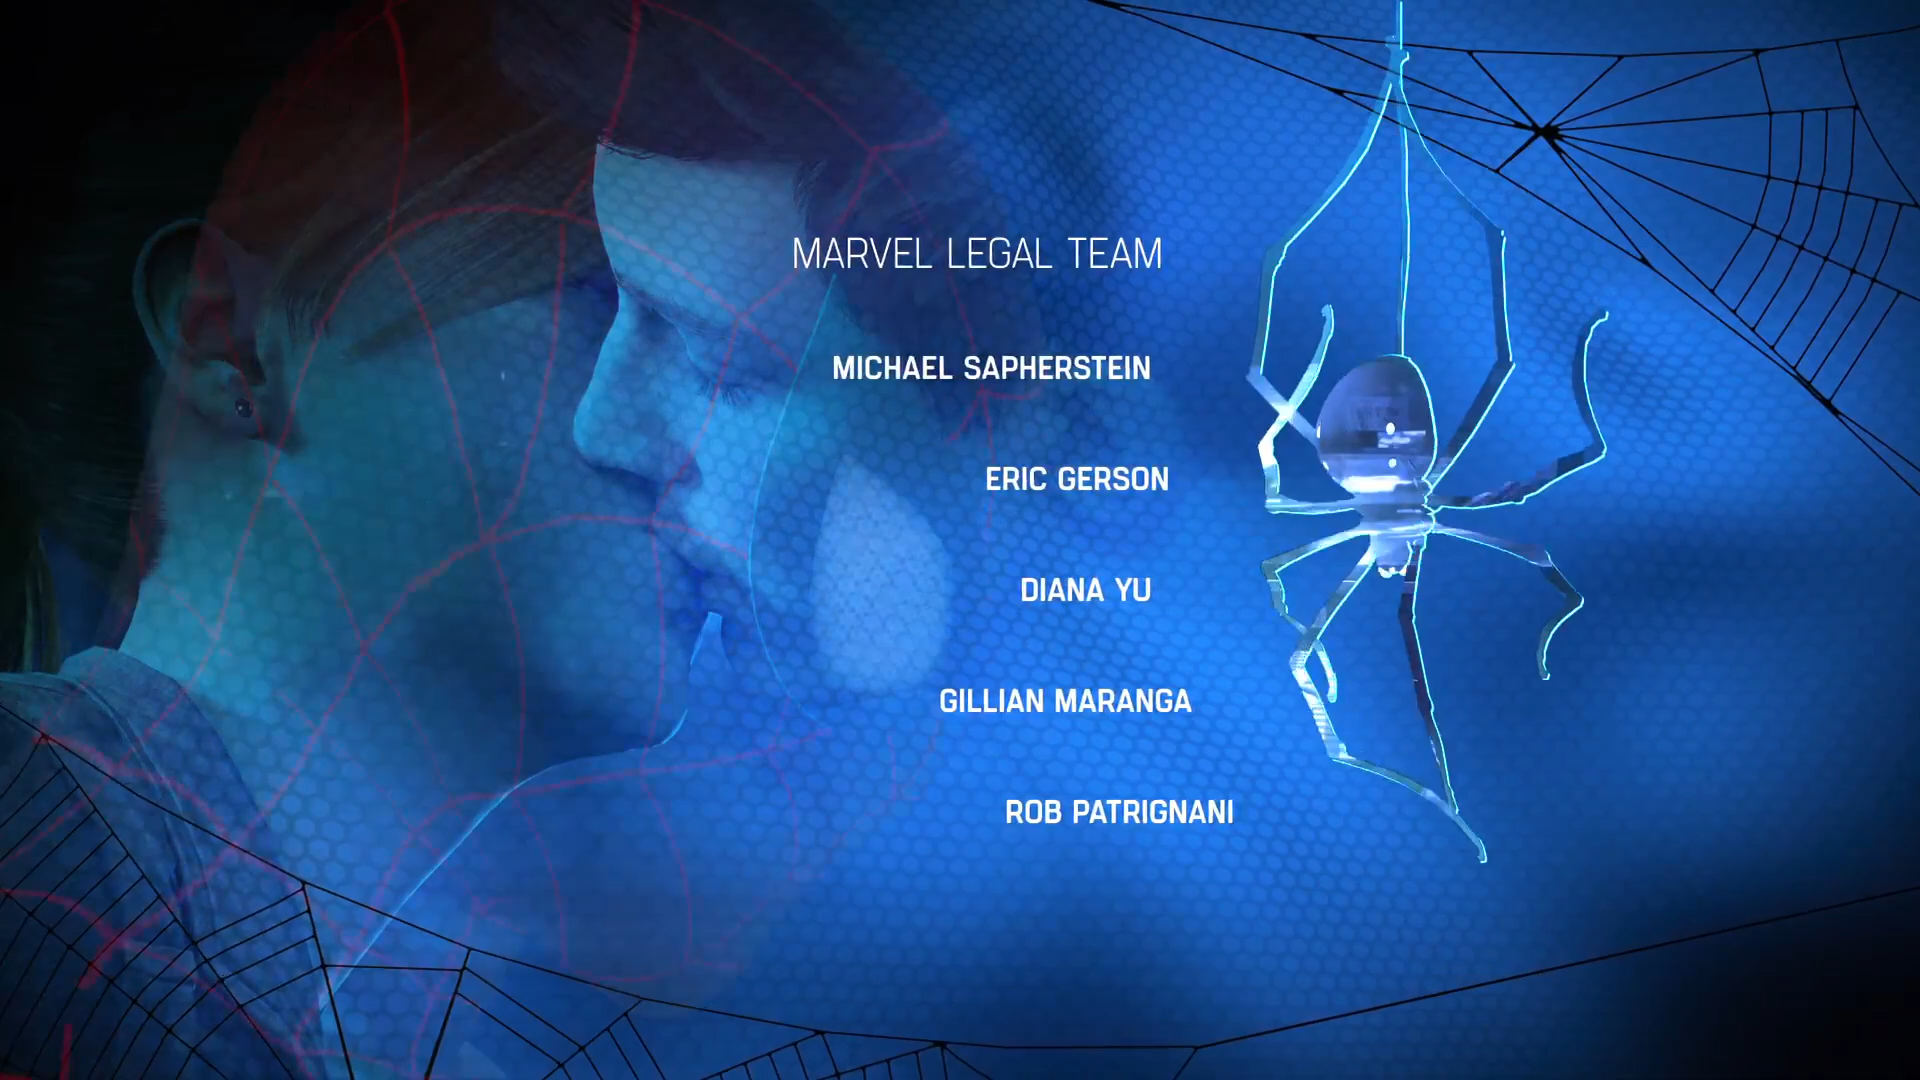 MARVEL LEGAL TEAM
MICHAEL SAPHERSTEIN
ERIC GERSON
DIANA YU
GILLIAN MARANGA
ROB PATRIGNANI